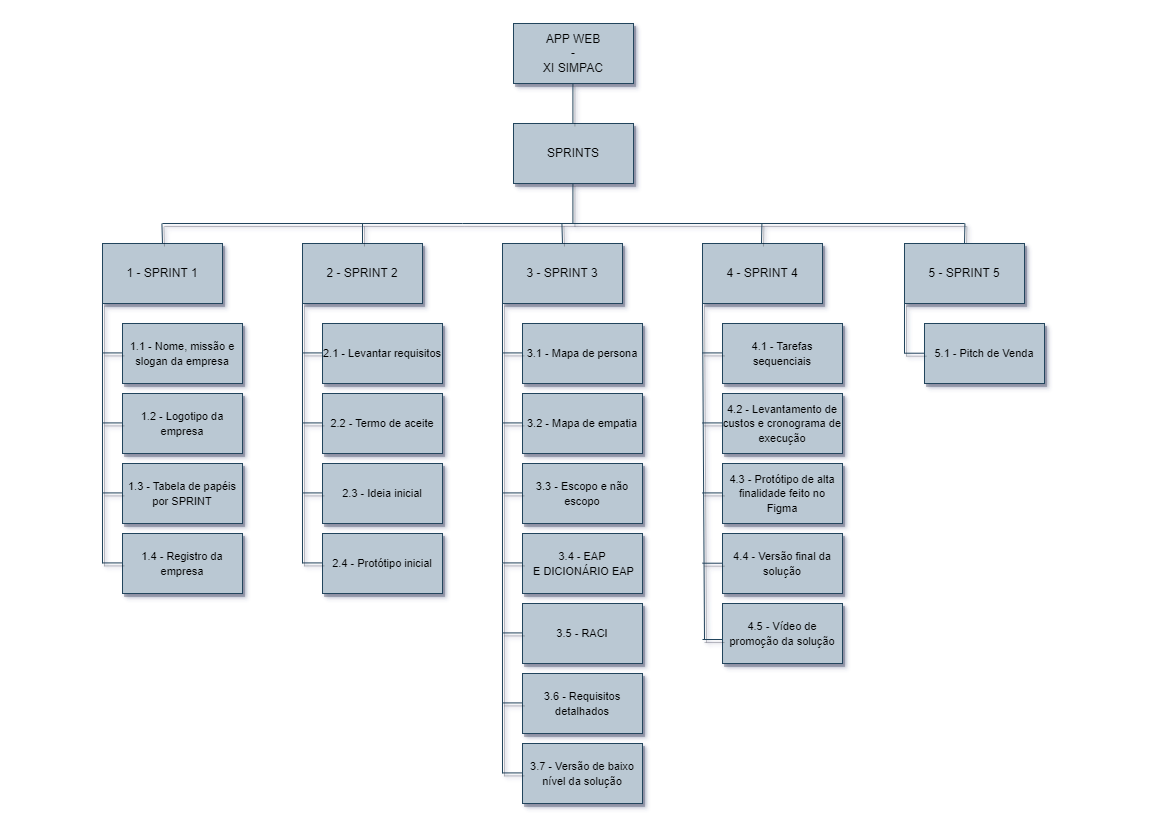 APP WEB
-
XI SIMPAC
SPRINTS
1 - SPRINT 1
2 - SPRINT 2
3 - SPRINT 3
4 - SPRINT 4
5 - SPRINT 5
1.1 - Nome, missão e
slogan da empresa
1.2 - Logotipo da
empresa
1.3 - Tabela de papéis
por SPRINT
1.4 - Registro da
empresa
2.1 - Levantar requisitos
2.2 - Termo de aceite
2.3 - Ideia inicial
2.4 - Protótipo inicial
3.1 - Mapa de persona
3.2 - Mapa de empatia
3.3 - Escopo e não
escopo
3.4 - EAP
E DICIONÁRIO EAP
3.5 - RACI
3.6 - Requisitos
detalhados
3.7 - Versão de baixo
nível da solução
4.1 - Tarefas
sequenciais
4.2 - Levantamento de
custos e cronograma de
execução
4.3 - Protótipo de alta
finalidade feito no
Figma
4.4 - Versão final da
solução
4.5 - Vídeo de
promoção da solução
5.1 - Pitch de Venda